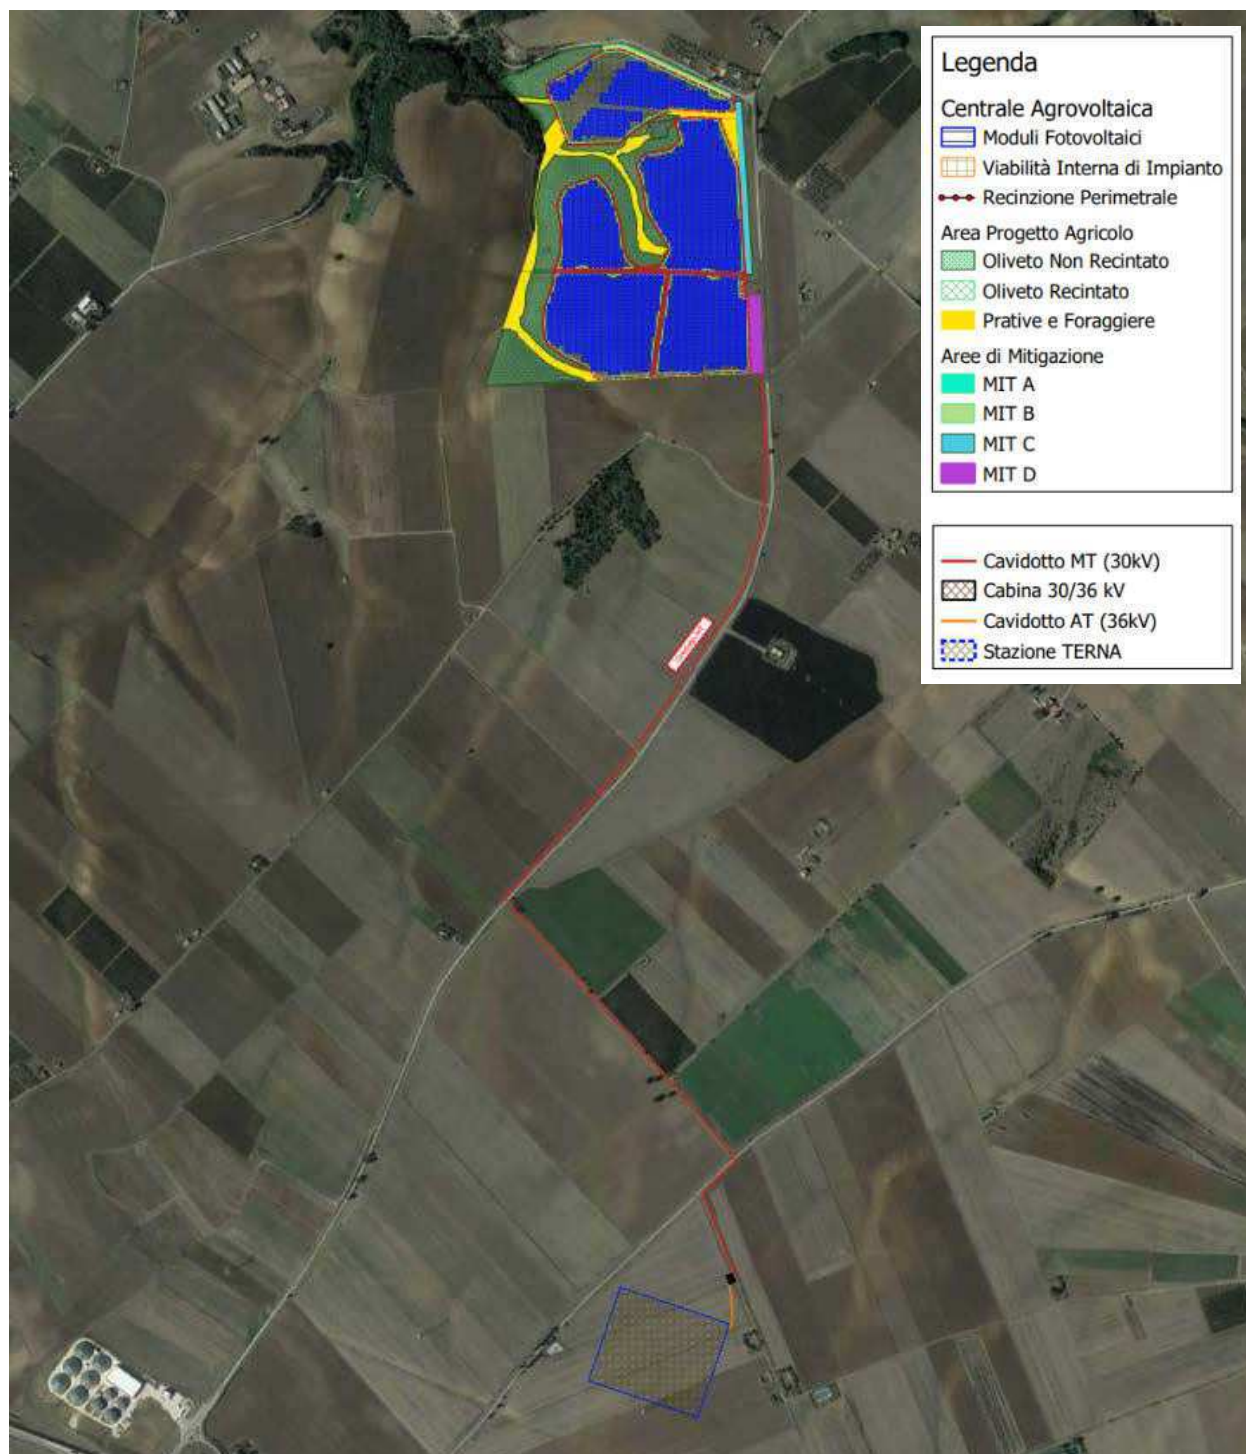 Legenda
Centrale Agrovoltaica
Moduli Fotovoltaici
Viabilità Interna di Impianto
Recinzione Perimetrale
Area Progetto Agricolo
Oliveto Non Recintato
Oliveto Recintato
Prative e Foraggiere
Aree di Mitigazione
MIT A
MIT B
MIT C
MIT D
Cavidotto MT (30kV)
Cabina 30/36 kV
Cavidotto AT (36kV)
Stazione TERNA